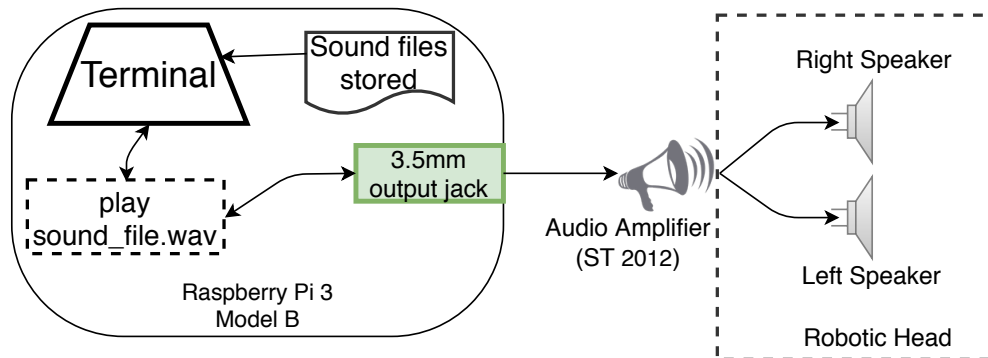 Terminal
Sound files
stored
play
sound_file.wav
3.5mm
output jack
Raspberry Pi 3
Model B
Audio Amplifier
(ST 2012)
Right Speaker
Left Speaker
Robotic Head